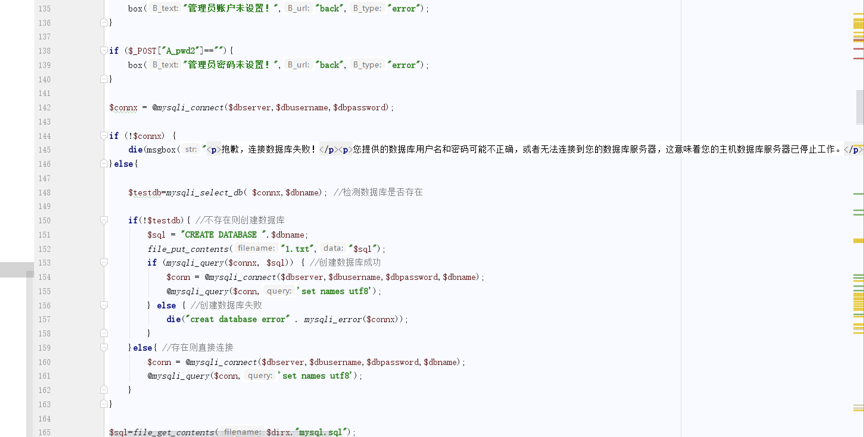 135 box( B_text: "管理员账户未设置！", B_url: "back", B_type: "error");
136 }
137
138 if ($_POST["A_pwd2"]==""){
139 box( B_text: "管理员密码未设置！", B_url: "back", B_type: "error");
140 }
141
142 $connx = @mysqli_connect($dbserver,$dbusername,$dbpassword);
143
144 if (!$connx) {
145 die(msgbox( str: "<p>抱歉，连接数据库失败！</p><p>您提供的数据库用户名和密码可能不正确，或者无法连接到您的数据库服务器，这意味着您的主机数据库服务器已停止工作。</p>
146 }else{
147
148 $testdb=mysqli_select_db( $connx,$dbname); //检测数据库是否存在
149
150 if(!$testdb){ //不存在则创建数据库
151 $sql = "CREATE DATABASE ".$dbname;
152 file_put_contents( filename: "1.txt", data: "$sql");
153 if (mysqli_query($connx, $sql)) { //创建数据库成功
154 $conn = @mysqli_connect($dbserver,$dbusername,$dbpassword,$dbname);
155 @mysqli_query($conn, query: 'set names utf8');
156 } else { //创建数据库失败
157 die("creat database error" . mysqli_error($connx));
158 }
159 }else{ //存在则直接连接
160 $conn = @mysqli_connect($dbserver,$dbusername,$dbpassword,$dbname);
161 @mysqli_query($conn, query: 'set names utf8');
162 }
163 }
164
165 $sql=file_get_contents( filename: $dirx."mysql.sql");